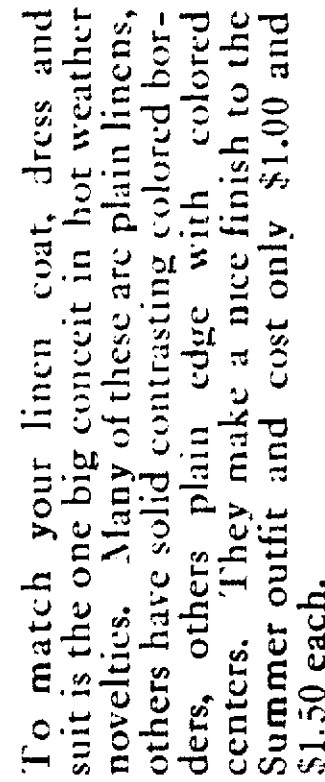 To match your linen coat, dress and
suit is the one big conceit in hot weather
novelties. Many of these are plain linens,
others have solid contrasting colored bor-
ders, others plain edge with colored
centers. They make a nice finish to the
Summer outfit and cost only $1.00 and
$1.50 each.